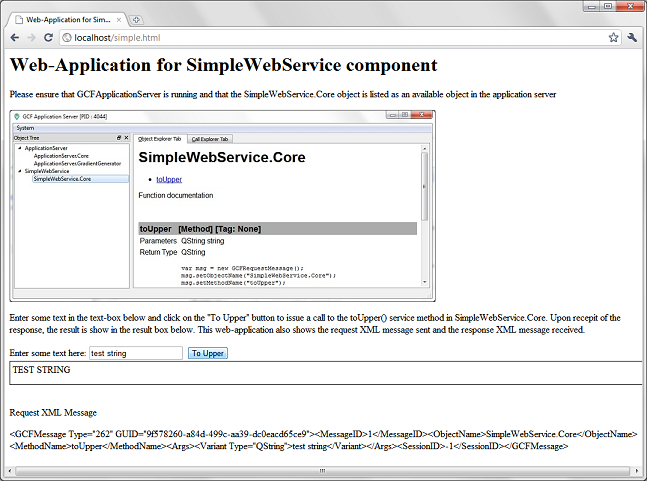 Web-Application for Sim...
localhost/simple.html
Web-Application for SimpleWebService component
Please ensure that GCFApplicationServer is running and that the SimpleWebService.Core object is listed as an available object in the application server
GCF Application Server [PID : 4044]
System
Object Tree
Object Explorer Tab
Call Explorer Tab
ApplicationServer
ApplicationServer.Core
ApplicationServer.GradientGenerator
SimpleWebService
SimpleWebService.Core
SimpleWebService.Core
toUpper
Function documentation
toUpper [Method] [Tag: None]
Parameters QString string
Return Type QString
var msg = new GCFRequestMessage();
msg.setObjectName("SimpleWebService.Core");
msg.setMethodName("toUpper");
Enter some text in the text-box below and click on the "To Upper" button to issue a call to the toUpper() service method in SimpleWebService.Core. Upon recepit of the
response, the result is show in the result box below. This web-application also shows the request XML message sent and the response XML message received.
Enter some text here: test string To Upper
TEST STRING
Request XML Message
<GCFMessage Type="262" GUID="9f578260-a84d-499c-aa39-dc0eacd65ce9"><MessageID>1</MessageID><ObjectName>SimpleWebService.Core</ObjectName>
<MethodName>toUpper</MethodName><Args><Variant Type="QString">test string</Variant></Args><SessionID>-1</SessionID></GCFMessage>